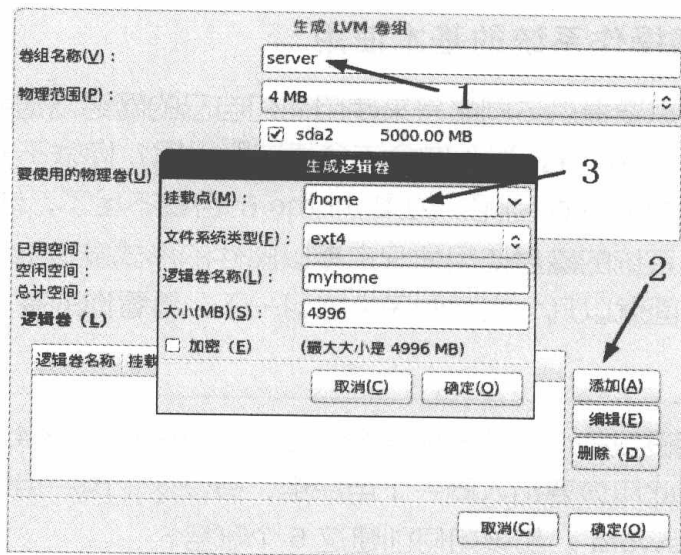 生成 LVM 卷组
卷组名称(V)：
server
1
物理范围(P)：
4 MB
sda2 5000.00 MB
要使用的物理卷(U)
生成逻辑卷
3
挂载点(M)：
/home
文件系统类型(F)：
ext4
逻辑卷名称(L)：
myhome
大小(MB)(S)：
4996
加密（E）
(最大大小是 4996 MB)
取消(C) 确定(O)
已用空间：
空闲空间：
总计空间：
2
逻辑卷（L）
逻辑卷名称 挂载
添加(A)
编辑(E)
删除（D）
取消(C) 确定(O)